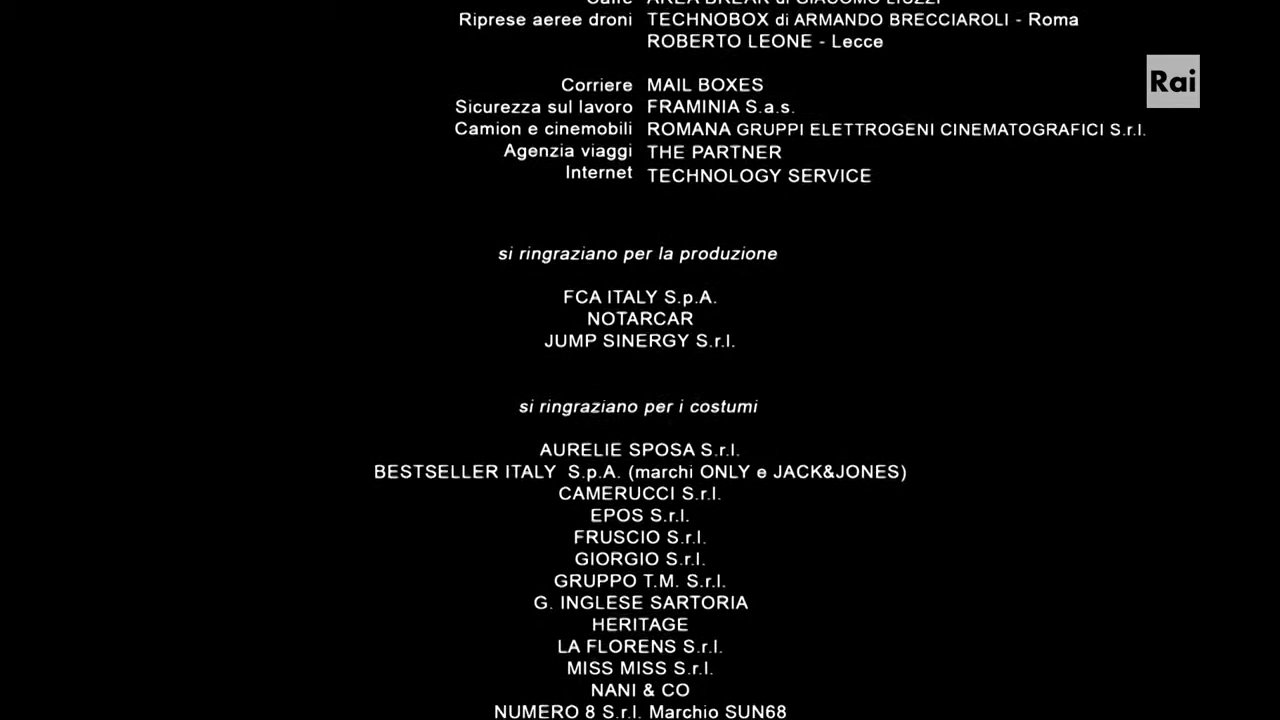 Riprese aeree droni TECHNOBOX di ARMANDO BRECCIAROLI - Roma
ROBERTO LEONE - Lecce
Rai
Corriere MAIL BOXES
Sicurezza sul lavoro FRAMINIA S.a.s.
Camion e cinemobili ROMANA GRUPPI ELETTROGENI CINEMATOGRAFICI S.r.l.
Agenzia viaggi THE PARTNER
Internet TECHNOLOGY SERVICE
si ringraziano per la produzione
FCA ITALY S.p.A.
NOTARCAR
JUMP SINERGY S.r.l.
si ringraziano per i costumi
AURELIE SPOSA S.r.l.
BESTSELLER ITALY S.p.A. (marchi ONLY e JACK&JONES)
CAMERUCCI S.r.l.
EPOS S.r.l.
FRUSCIO S.r.l.
GIORGIO S.r.l.
GRUPPO T.M. S.r.l.
G. INGLESE SARTORIA
HERITAGE
LA FLORENS S.r.l.
MISS MISS S.r.l.
NANI & CO
NUMERO 8 S.r.l. Marchio SUN68